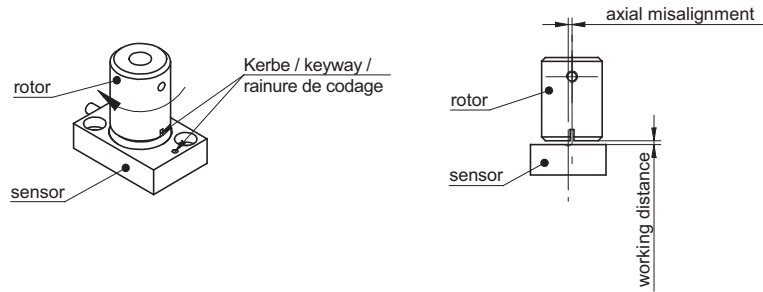 axial misalignment
Kerbe / keyway /
rainure de codage
rotor
rotor
sensor
sensor
working distance